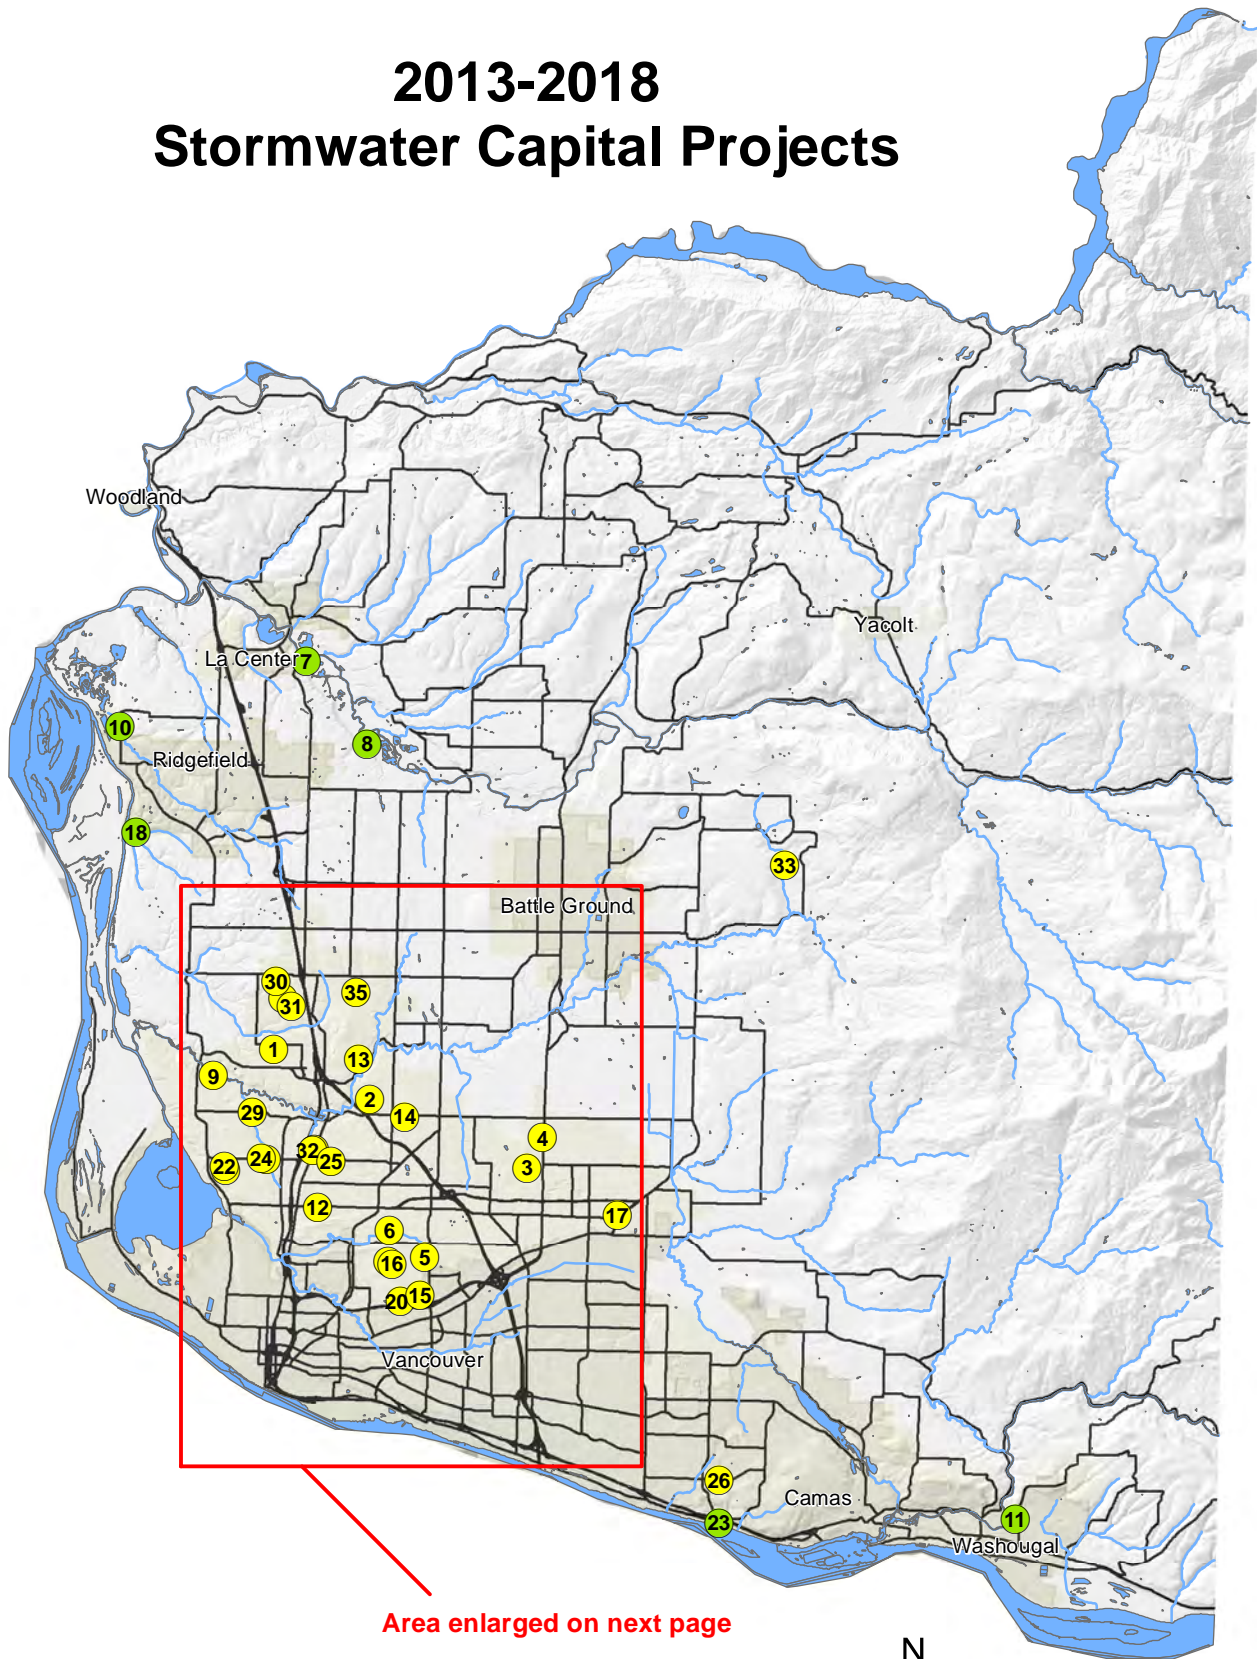 2013-2018
Stormwater Capital Projects
Woodland
Yacolt
La Center
7
10
8
Ridgefield
18
33
Battle Ground
30
35
31
1
13
9
2
29
14
4
32
24
25
22
3
12
17
6
5
16
15
20
Vancouver
26
Camas
23
11
Washougal
Area enlarged on next page
N